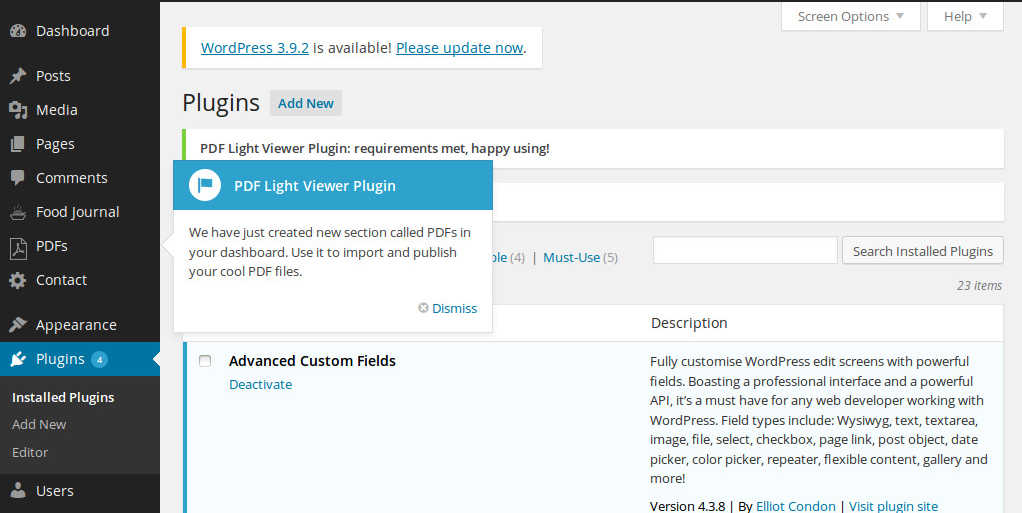 Dashboard
Posts
Media
Pages
Comments
Food Journal
PDFs
Contact
Appearance
Plugins 4
Installed Plugins
Add New
Editor
Users
Screen Options
Help
WordPress 3.9.2 is available! Please update now.
Plugins Add New
PDF Light Viewer Plugin: requirements met, happy using!
PDF Light Viewer Plugin
We have just created new section called PDFs in
your dashboard. Use it to import and publish
your cool PDF files.
Dismiss
(4) | Must-Use (5)
Search Installed Plugins
23 items
Description
Advanced Custom Fields
Deactivate
Fully customise WordPress edit screens with powerful
fields. Boasting a professional interface and a powerful
API, it's a must have for any web developer working with
WordPress. Field types include: Wysiwyg, text, textarea,
image, file, select, checkbox, page link, post object, date
picker, color picker, repeater, flexible content, gallery and
more!
Version 4.3.8 | By Elliot Condon | Visit plugin site